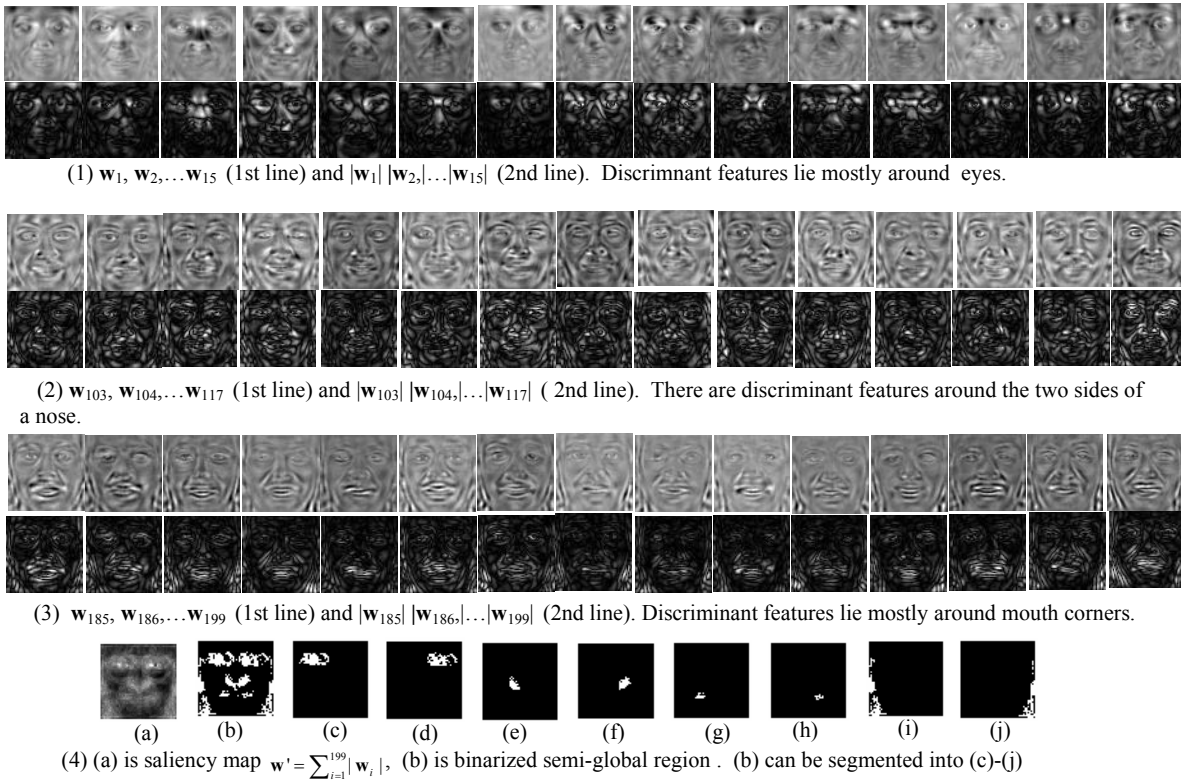 (1) w₁, w₂,…w₁₅ (1st line) and |w₁| |w₂,|…|w₁₅| (2nd line). Discrimnant features lie mostly around eyes.
(2) w₁₀₃, w₁₀₄,…w₁₁₇ (1st line) and |w₁₀₃| |w₁₀₄,|…|w₁₁₇| ( 2nd line). There are discriminant features around the two sides of
a nose.
(3) w₁₈₅, w₁₈₆,…w₁₉₉ (1st line) and |w₁₈₅| |w₁₈₆,|…|w₁₉₉| (2nd line). Discriminant features lie mostly around mouth corners.
(a) (b) (c) (d) (e) (f) (g) (h) (i) (j)
(4) (a) is saliency map w'=∑₍ᵢ₌₁₎¹⁹⁹|wᵢ|, (b) is binarized semi-global region . (b) can be segmented into (c)-(j)